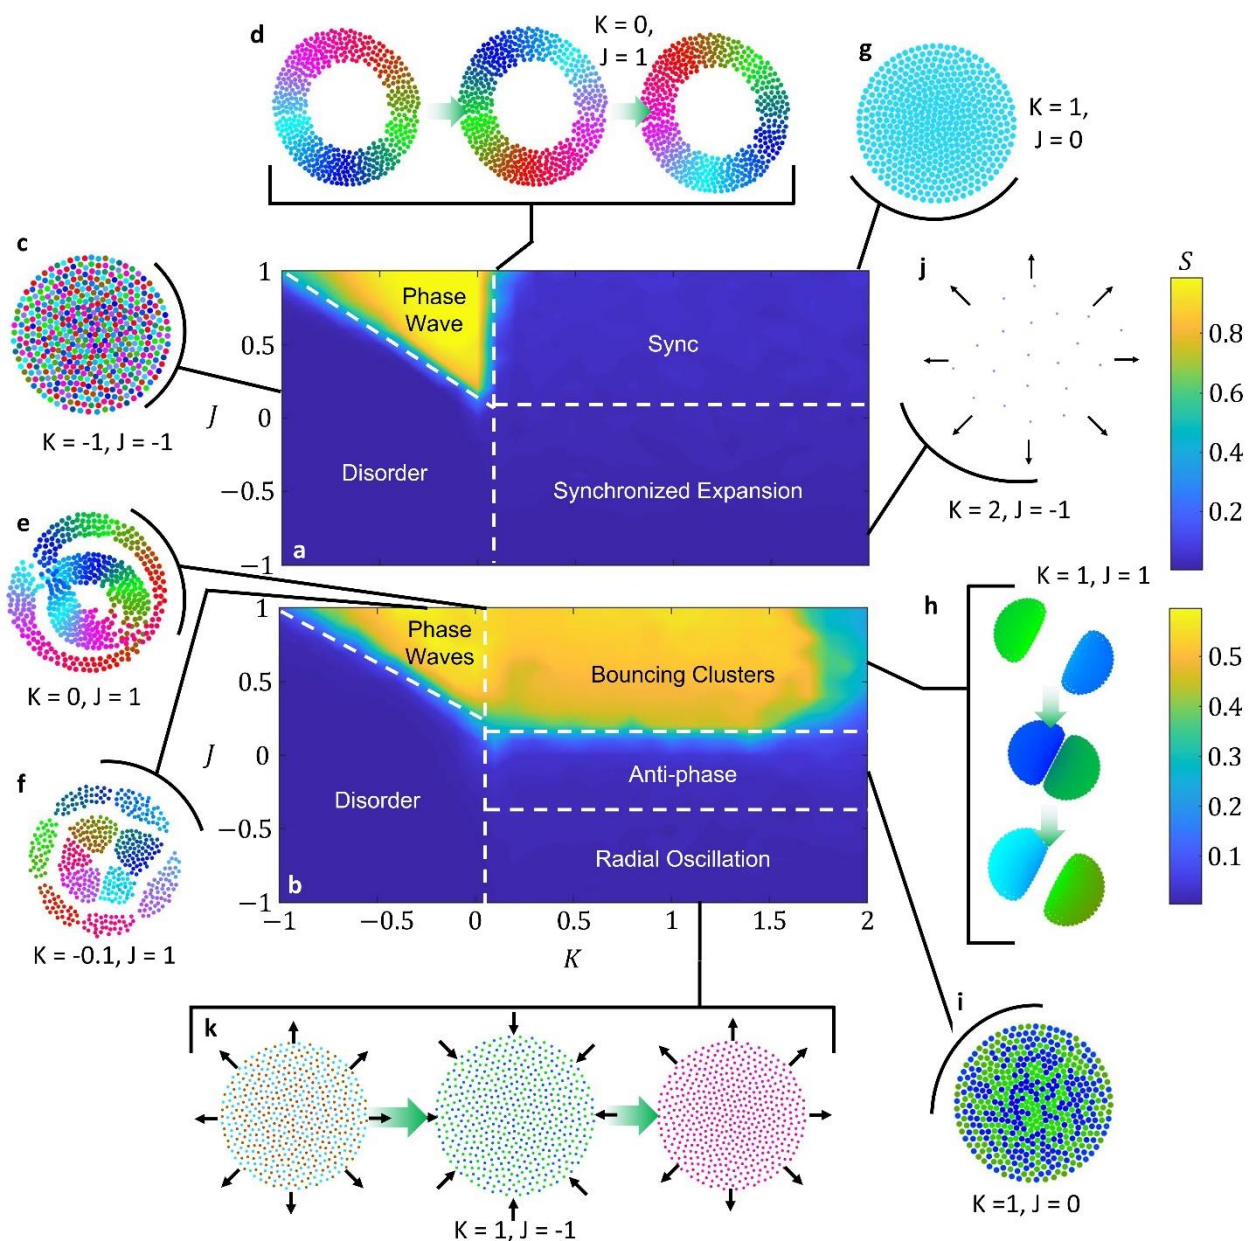 d
K = 0,
J = 1
g
K = 1,
J = 0
c
K = -1, J = -1
1
0.5
0
−0.5
−1
J
Phase
Wave
Sync
Disorder
Synchronized Expansion
a
j
K = 2, J = -1
S
0.8
0.6
0.4
0.2
e
K = 0, J = 1
f
K = -0.1, J = 1
1
0.5
0
−0.5
−1
J
Phase
Waves
Bouncing Clusters
Anti-phase
Disorder
Radial Oscillation
b
−1
−0.5
0
0.5
1
1.5
2
K
K = 1, J = 1
h
0.5
0.4
0.3
0.2
0.1
k
K = 1, J = -1
i
K =1, J = 0